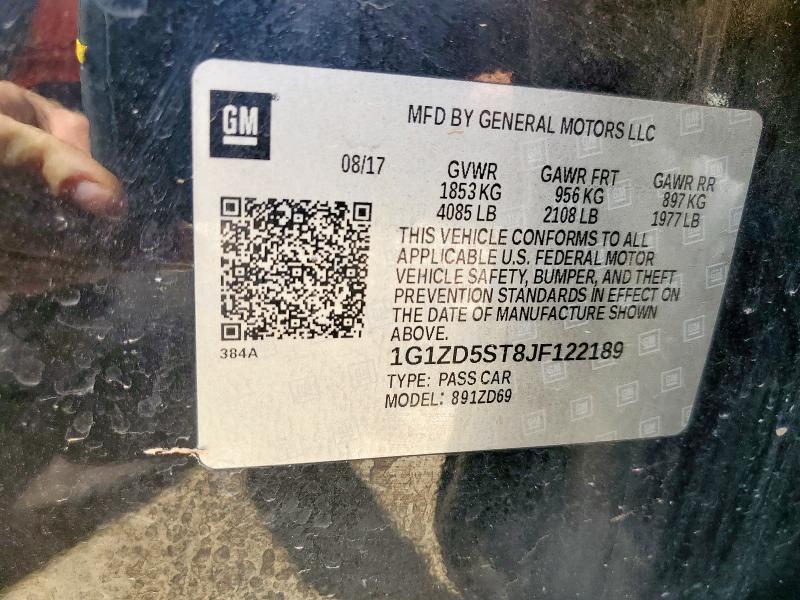 GM
MFD BY GENERAL MOTORS LLC
08/17
GVWR GAWR FRT GAWR RR
1853 KG 956 KG 897 KG
4085 LB 2108 LB 1977 LB
THIS VEHICLE CONFORMS TO ALL
APPLICABLE U.S. FEDERAL MOTOR
VEHICLE SAFETY, BUMPER, AND THEFT
PREVENTION STANDARDS IN EFFECT ON
THE DATE OF MANUFACTURE SHOWN
ABOVE.
384A
1G1ZD5ST8JF122189
TYPE: PASS CAR
MODEL: 891ZD69